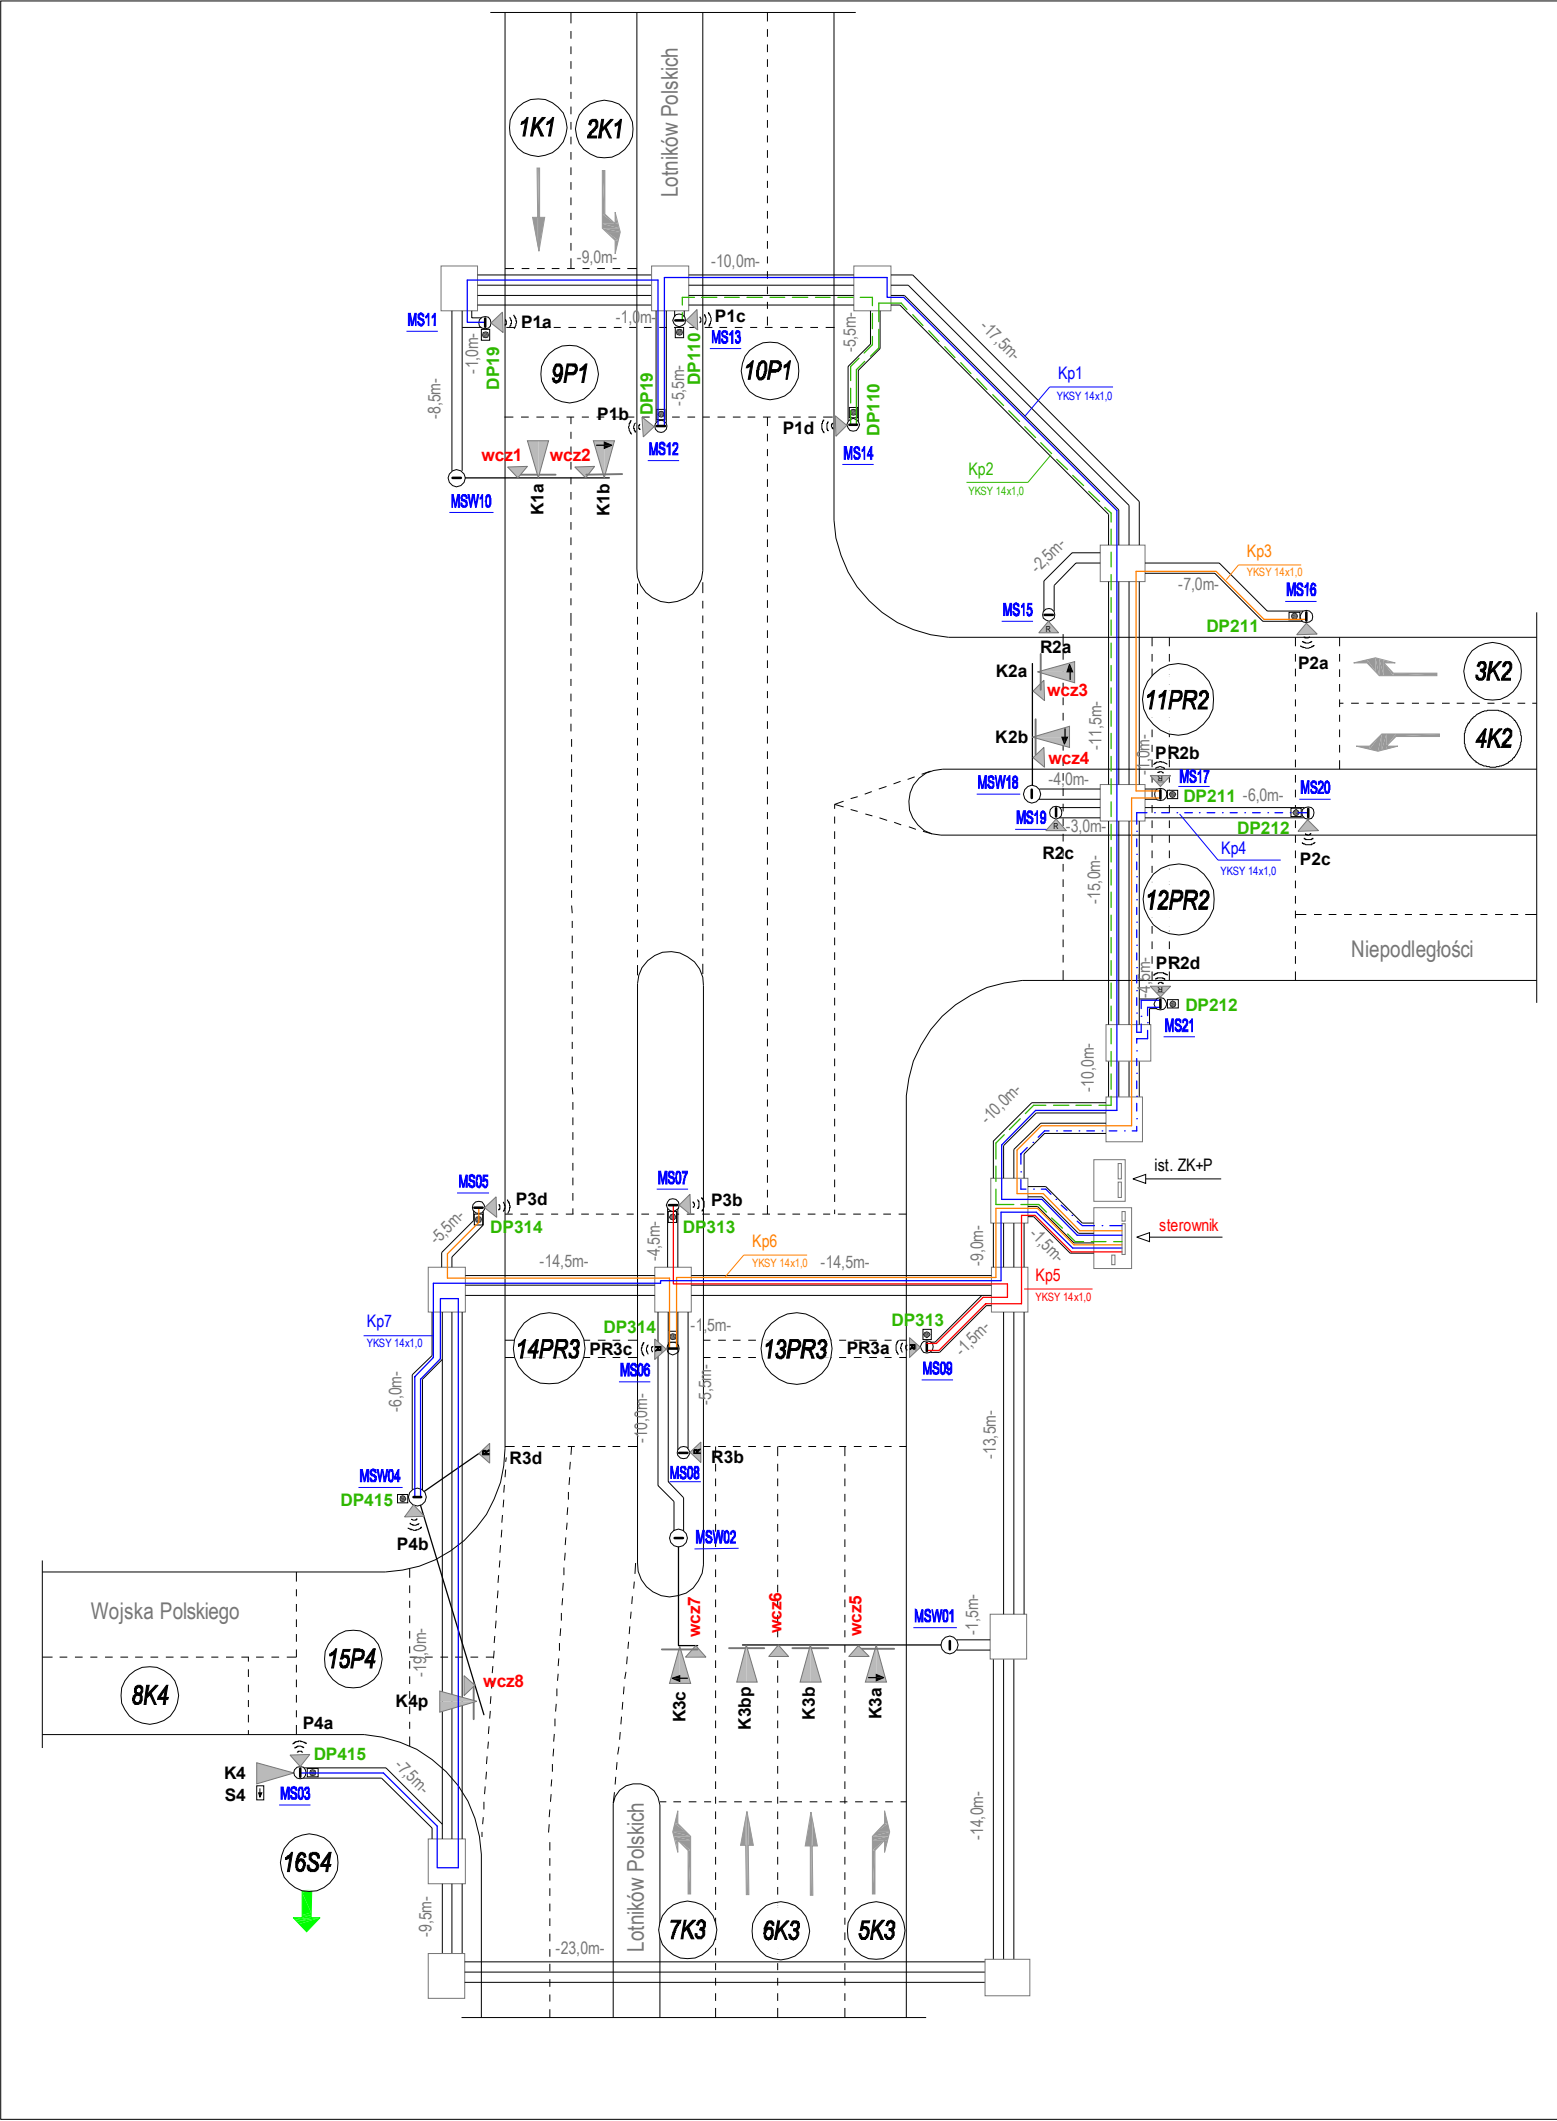 Lotników Polskich
1K1
2K1
-9,0m-
-10,0m-
MS11
P1a
-1,0m-
P1c
MS13
-17,5m-
-1,0m-
DP19
DP110
-5,5m-
9P1
10P1
Kp1
YKSY 14x1,0
-8,5m-
DP19
-5,5m-
DP110
P1b
P1d
MS12
MS14
wcz1
wcz2
Kp2
YKSY 14x1,0
MSW10
K1a
K1b
-2,5m-
Kp3
YKSY 14x1,0
-7,0m-
MS16
MS15
DP211
R
R2a
P2a
K2a
wcz3
3K2
11PR2
-11,5m-
K2b
4K2
PR2b
wcz4
MSW18
-4,0m-
MS17
MS20
DP211
-6,0m-
MS19
-3,0m-
DP212
R
R2c
Kp4
YKSY 14x1,0
P2c
-15,0m-
12PR2
Niepodległości
PR2d
-4,5m-
DP212
MS21
-10,0m-
-10,0m-
ist. ZK+P
MS05
P3d
MS07
P3b
DP314
DP313
sterownik
-5,5m-
-4,5m-
Kp6
YKSY 14x1,0
-9,0m-
-1,5m-
-14,5m-
-14,5m-
Kp5
YKSY 14x1,0
Kp7
YKSY 14x1,0
DP314
-1,5m-
DP313
14PR3
PR3c
13PR3
PR3a
-1,5m-
MS06
MS09
-6,0m-
-5,5m-
-10,0m-
-13,5m-
R
R3d
R
R3b
MSW04
MS08
DP415
P4b
MSW02
Wojska Polskiego
wcz7
wcz6
wcz5
MSW01
-1,5m-
15P4
-19,0m-
8K4
K4p
wcz8
K3c
K3bp
K3b
K3a
P4a
DP415
K4
S4
MS03
-7,5m-
-14,0m-
16S4
Lotników Polskich
-9,5m-
7K3
6K3
5K3
-23,0m-